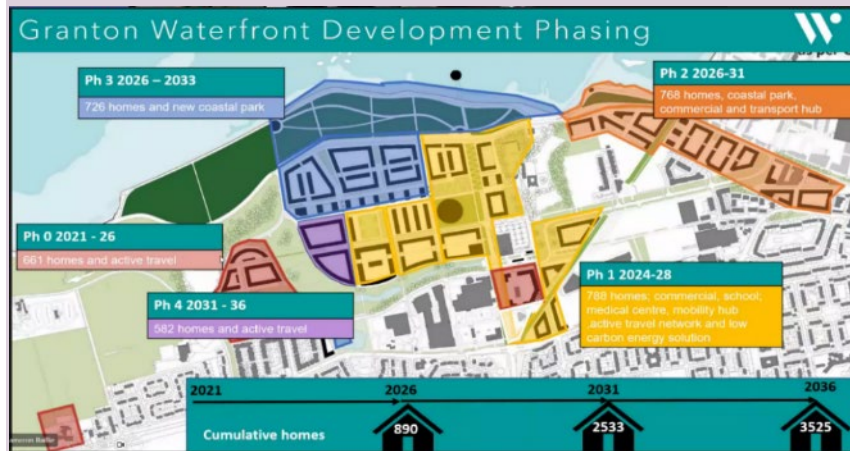 Granton Waterfront Development Phasing
Ph 3 2026 – 2033
726 homes and new coastal park
Ph 2 2026-31
768 homes, coastal park,
commercial and transport hub
Ph 0 2021 - 26
661 homes and active travel
Ph 4 2031 - 36
582 homes and active travel
Ph 1 2024-28
788 homes; commercial, school,
medical centre, mobility hub
,active travel network and low
carbon energy solution
2021
2026
2031
2036
Cumulative homes
890
2533
3525